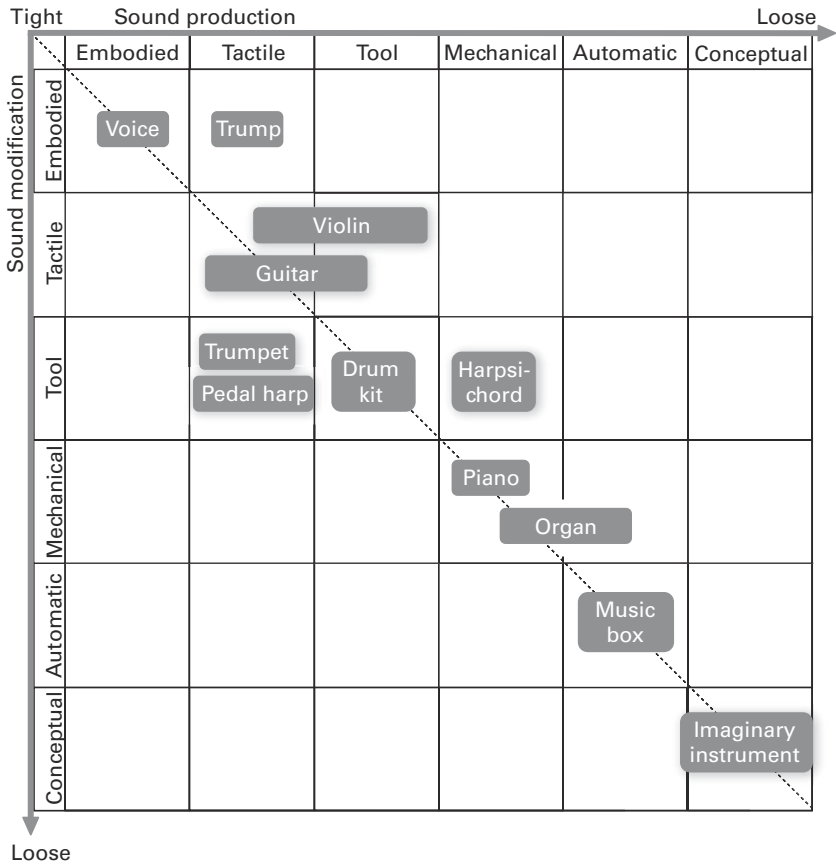 Tight Sound production Loose
Embodied Tactile Tool Mechanical Automatic Conceptual
Sound modification
Embodied
Voice Trump
Tactile
Violin
Guitar
Tool
Trumpet
Pedal harp
Drum
kit
Harpsi-
chord
Mechanical
Piano
Organ
Automatic
Music
box
Conceptual
Imaginary
instrument
Loose